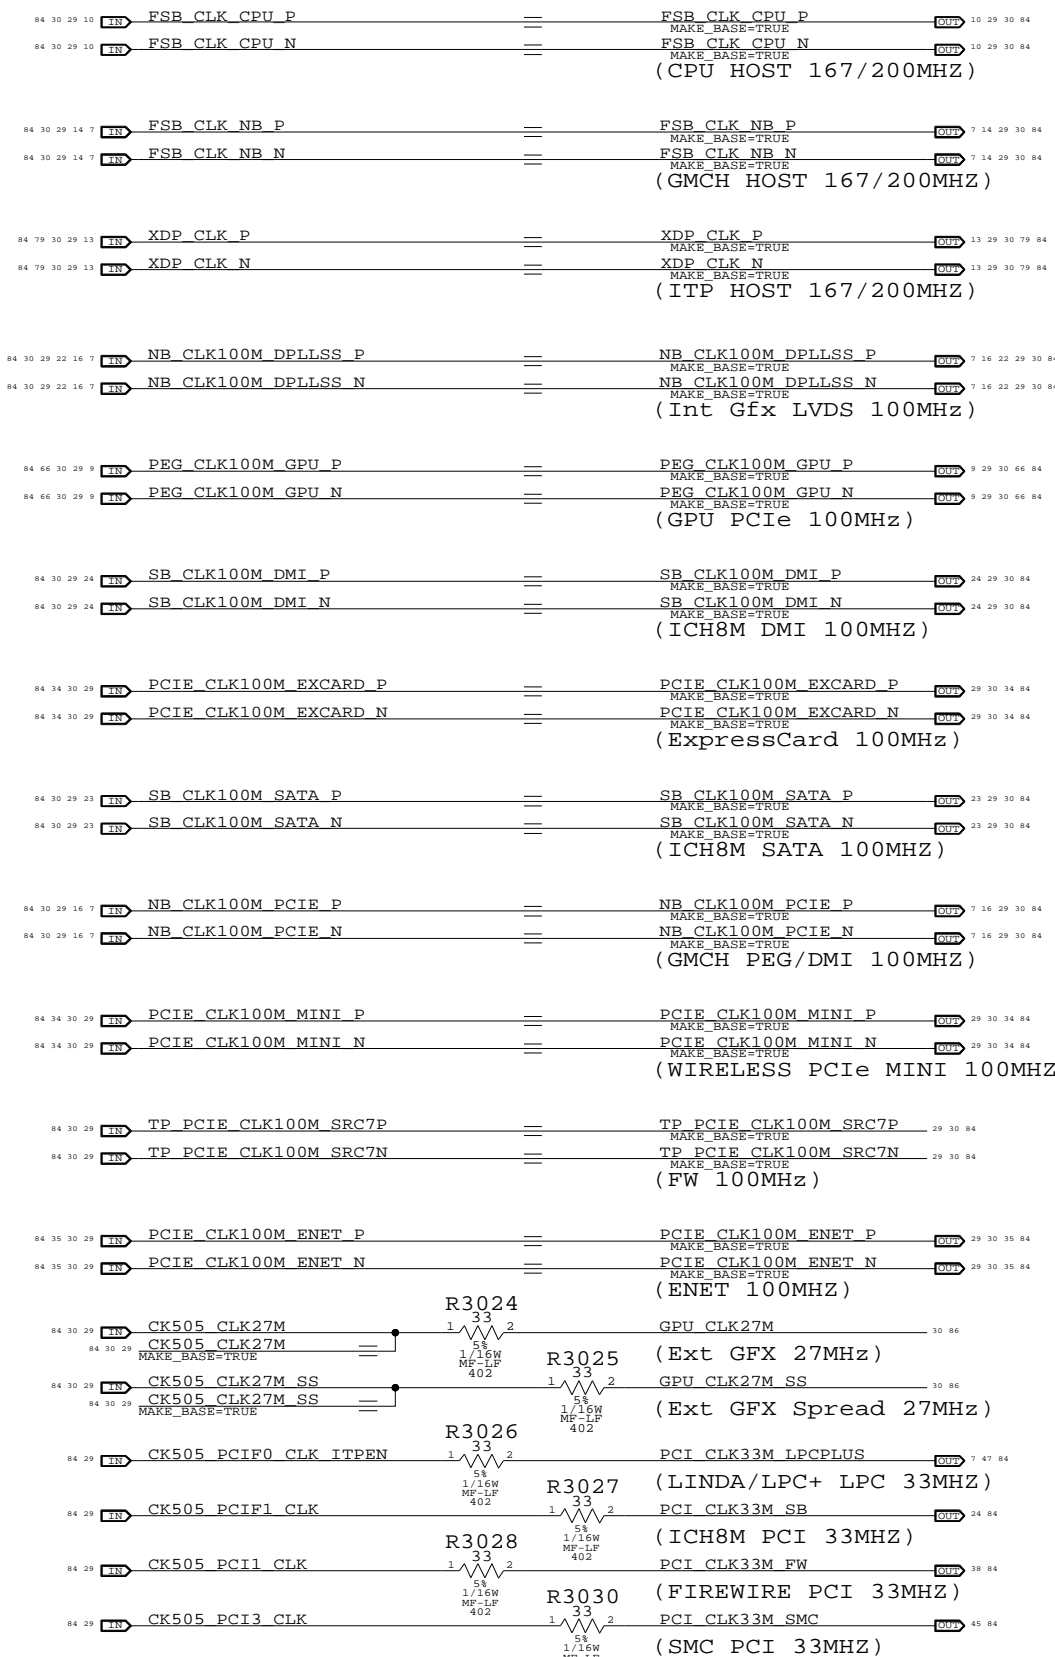 84 30 29 10 IN FSB_CLK_CPU_P FSB_CLK_CPU_P OUT 10 29 30 84
MAKE_BASE=TRUE
84 30 29 10 IN FSB_CLK_CPU_N FSB_CLK_CPU_N OUT 10 29 30 84
MAKE_BASE=TRUE
(CPU HOST 167/200MHZ)
84 30 29 14 7 IN FSB_CLK_NB_P FSB_CLK_NB_P OUT 7 14 29 30 84
MAKE_BASE=TRUE
84 30 29 14 7 IN FSB_CLK_NB_N FSB_CLK_NB_N OUT 7 14 29 30 84
MAKE_BASE=TRUE
(GMCH HOST 167/200MHZ)
84 79 30 29 13 IN XDP_CLK_P XDP_CLK_P OUT 13 29 30 79 84
MAKE_BASE=TRUE
84 79 30 29 13 IN XDP_CLK_N XDP_CLK_N OUT 13 29 30 79 84
MAKE_BASE=TRUE
(ITP HOST 167/200MHZ)
84 30 29 22 16 7 IN NB_CLK100M_DPLLSS_P NB_CLK100M_DPLLSS_P OUT 7 16 22 29 30 84
MAKE_BASE=TRUE
84 30 29 22 16 7 IN NB_CLK100M_DPLLSS_N NB_CLK100M_DPLLSS_N OUT 7 16 22 29 30 84
MAKE_BASE=TRUE
(Int Gfx LVDS 100MHz)
84 66 30 29 9 IN PEG_CLK100M_GPU_P PEG_CLK100M_GPU_P OUT 9 29 30 66 84
MAKE_BASE=TRUE
84 66 30 29 9 IN PEG_CLK100M_GPU_N PEG_CLK100M_GPU_N OUT 9 29 30 66 84
MAKE_BASE=TRUE
(GPU PCIe 100MHz)
84 30 29 24 IN SB_CLK100M_DMI_P SB_CLK100M_DMI_P OUT 24 29 30 84
MAKE_BASE=TRUE
84 30 29 24 IN SB_CLK100M_DMI_N SB_CLK100M_DMI_N OUT 24 29 30 84
MAKE_BASE=TRUE
(ICH8M DMI 100MHZ)
84 34 30 29 IN PCIE_CLK100M_EXCARD_P PCIE_CLK100M_EXCARD_P OUT 29 30 34 84
MAKE_BASE=TRUE
84 34 30 29 IN PCIE_CLK100M_EXCARD_N PCIE_CLK100M_EXCARD_N OUT 29 30 34 84
MAKE_BASE=TRUE
(ExpressCard 100MHz)
84 30 29 23 IN SB_CLK100M_SATA_P SB_CLK100M_SATA_P OUT 23 29 30 84
MAKE_BASE=TRUE
84 30 29 23 IN SB_CLK100M_SATA_N SB_CLK100M_SATA_N OUT 23 29 30 84
MAKE_BASE=TRUE
(ICH8M SATA 100MHZ)
84 30 29 16 7 IN NB_CLK100M_PCIE_P NB_CLK100M_PCIE_P OUT 7 16 29 30 84
MAKE_BASE=TRUE
84 30 29 16 7 IN NB_CLK100M_PCIE_N NB_CLK100M_PCIE_N OUT 7 16 29 30 84
MAKE_BASE=TRUE
(GMCH PEG/DMI 100MHZ)
84 34 30 29 IN PCIE_CLK100M_MINI_P PCIE_CLK100M_MINI_P OUT 29 30 34 84
MAKE_BASE=TRUE
84 34 30 29 IN PCIE_CLK100M_MINI_N PCIE_CLK100M_MINI_N OUT 29 30 34 84
MAKE_BASE=TRUE
(WIRELESS PCIe MINI 100MHZ
84 30 29 IN TP_PCIE_CLK100M_SRC7P TP_PCIE_CLK100M_SRC7P 29 30 84
MAKE_BASE=TRUE
84 30 29 IN TP_PCIE_CLK100M_SRC7N TP_PCIE_CLK100M_SRC7N 29 30 84
MAKE_BASE=TRUE
(FW 100MHz)
84 35 30 29 IN PCIE_CLK100M_ENET_P PCIE_CLK100M_ENET_P OUT 29 30 35 84
MAKE_BASE=TRUE
84 35 30 29 IN PCIE_CLK100M_ENET_N PCIE_CLK100M_ENET_N OUT 29 30 35 84
MAKE_BASE=TRUE
(ENET 100MHZ)
R3024
33
84 30 29 IN CK505_CLK27M 1 2 GPU_CLK27M 30 86
84 30 29 CK505_CLK27M 5% (Ext GFX 27MHz)
MAKE_BASE=TRUE 1/16W
MF-LF
402
R3025
33
84 30 29 IN CK505_CLK27M_SS 1 2 GPU_CLK27M_SS 30 86
84 30 29 CK505_CLK27M_SS 5% (Ext GFX Spread 27MHz)
MAKE_BASE=TRUE 1/16W
MF-LF
402
R3026
33
84 29 IN CK505_PCIF0_CLK_ITPEN 1 2 PCI_CLK33M_LPCPLUS OUT 7 47 84
5% (LINDA/LPC+ LPC 33MHZ)
1/16W
MF-LF
402
R3027
33
84 29 IN CK505_PCIF1_CLK 1 2 PCI_CLK33M_SB OUT 24 84
5% (ICH8M PCI 33MHZ)
1/16W
MF-LF
402
R3028
33
84 29 IN CK505_PCI1_CLK 1 2 PCI_CLK33M_FW OUT 38 84
5% (FIREWIRE PCI 33MHZ)
1/16W
MF-LF
402
R3030
33
84 29 IN CK505_PCI3_CLK 1 2 PCI_CLK33M_SMC OUT 45 84
5% (SMC PCI 33MHZ)
1/16W